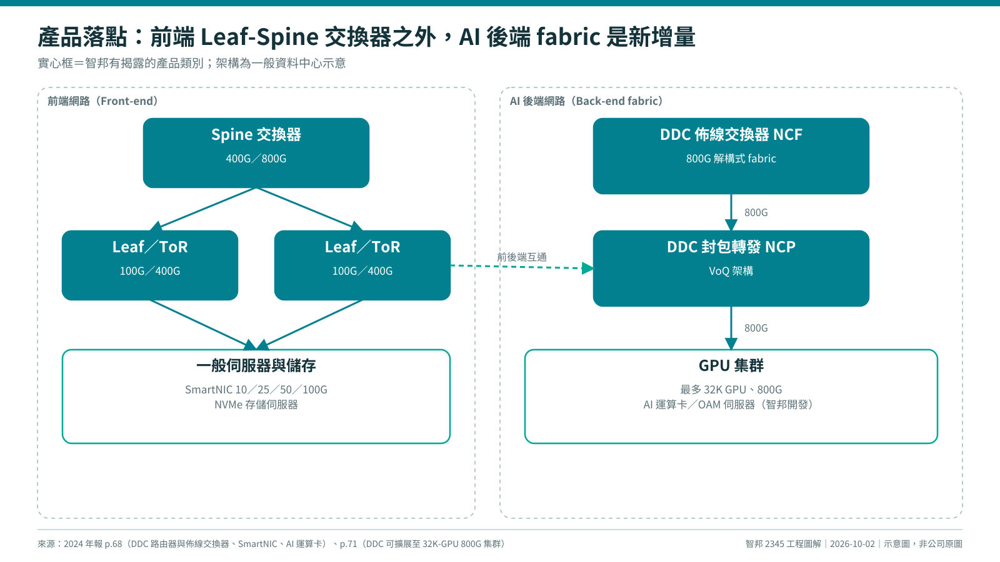 產品落點：前端 Leaf-Spine 交換器之外，AI 後端 fabric 是新增量
實心框＝智邦有揭露的產品類別；架構為一般資料中心示意
前端網路（Front-end）
Spine 交換器
400G／800G
Leaf／ToR
100G／400G
Leaf／ToR
100G／400G
一般伺服器與儲存
SmartNIC 10／25／50／100G
NVMe 存儲伺服器
前後端互通
AI 後端網路（Back-end fabric）
DDC 佈線交換器 NCF
800G 解構式 fabric
800G
DDC 封包轉發 NCP
VoQ 架構
800G
GPU 集群
最多 32K GPU、800G
AI 運算卡／OAM 伺服器（智邦開發）
來源：2024 年報 p.68（DDC 路由器與佈線交換器、SmartNIC、AI 運算卡）、p.71（DDC 可擴展至 32K-GPU 800G 集群）
智邦 2345 工程圖解｜2026-10-02｜示意圖，非公司原圖